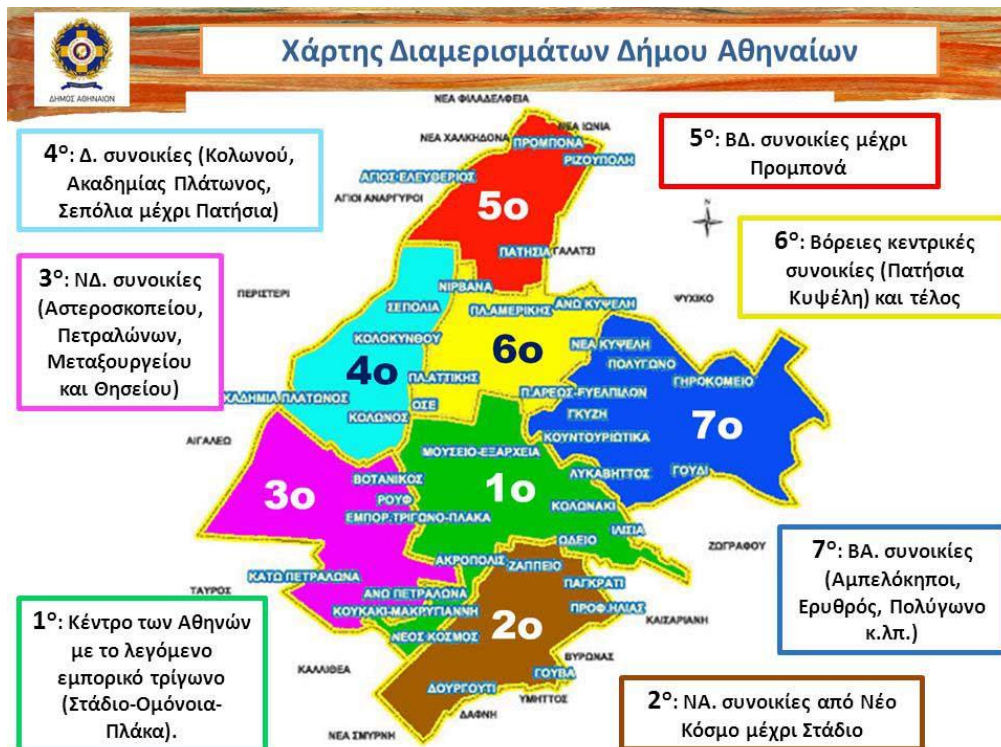 Χάρτης Διαμερισμάτων Δήμου Αθηναίων
ΔΗΜΟΣ ΑΘΗΝΑΙΩΝ
4ο: Δ. συνοικίες (Κολωνού,
Ακαδημίας Πλάτωνος,
Σεπόλια μέχρι Πατήσια)
5ο: ΒΔ. συνοικίες μέχρι
Προμπονά
3ο: ΝΔ. συνοικίες
(Αστεροσκοπείου,
Πετραλώνων,
Μεταξουργείου
και Θησείου)
6ο: Βόρειες κεντρικές
συνοικίες (Πατήσια
Κυψέλη) και τέλος
ΝΕΑ ΦΙΛΑΔΕΛΦΕΙΑ
ΝΕΑ ΙΩΝΙΑ
ΝΕΑ ΧΑΛΚΗΔΟΝΑ
ΠΡΟΜΠΟΝΑ
ΡΙΖΟΥΠΟΛΗ
ΑΓΙΟΣ ΕΛΕΥΘΕΡΙΟΣ
ΑΓΙΟΙ ΑΝΑΡΓΥΡΟΙ
5ο
N
ΠΑΤΗΣΙΑ
ΓΑΛΑΤΣΙ
ΝΙΡΒΑΝΑ
ΠΕΡΙΣΤΕΡΙ
ΨΥΧΙΚΟ
ΣΕΠΟΛΙΑ
ΠΛ.ΑΜΕΡΙΚΗΣ
ΑΝΩ ΚΥΨΕΛΗ
ΚΟΛΟΚΥΝΘΟΥ
6ο
ΝΕΑ ΚΥΨΕΛΗ
ΠΟΛΥΓΩΝΟ
4ο
ΠΛ.ΑΤΤΙΚΗΣ
ΓΗΡΟΚΟΜΕΙΟ
ΚΑΔΗΜΙΑ ΠΛΑΤΩΝΟΣ
ΟΣΕ
Π.ΑΡΕΩΣ-ΕΥΕΛΠΙΔΩΝ
ΚΟΛΩΝΟΣ
ΓΚΥΖΗ
7ο
ΑΙΓΑΛΕΩ
ΚΟΥΝΤΟΥΡΙΩΤΙΚΑ
ΜΟΥΣΕΙΟ-ΕΞΑΡΧΕΙΑ
ΒΟΤΑΝΙΚΟΣ
ΛΥΚΑΒΗΤΤΟΣ
ΓΟΥΔΙ
3ο
ΡΟΥΦ
1ο
ΚΟΛΩΝΑΚΙ
ΕΜΠΟΡ.ΤΡΙΓΩΝΟ-ΠΛΑΚΑ
ΙΛΙΣΙΑ
ΩΔΕΙΟ
ΖΩΓΡΑΦΟΥ
ΑΚΡΟΠΟΛΙΣ
ΖΑΠΠΕΙΟ
ΚΑΤΩ ΠΕΤΡΑΛΩΝΑ
ΠΑΓΚΡΑΤΙ
ΤΑΥΡΟΣ
ΑΝΩ ΠΕΤΡΑΛΩΝΑ
ΚΟΥΚΑΚΙ-ΜΑΚΡΥΓΙΑΝΝΗ
ΠΡΟΦ.ΗΛΙΑΣ
ΚΑΙΣΑΡΙΑΝΗ
2ο
ΝΕΟΣ ΚΟΣΜΟΣ
ΒΥΡΩΝΑΣ
ΚΑΛΛΙΘΕΑ
ΓΟΥΒΑ
ΔΟΥΡΓΟΥΤΙ
ΥΜΗΤΤΟΣ
ΔΑΦΝΗ
ΝΕΑ ΣΜΥΡΝΗ
7ο: ΒΑ. συνοικίες
(Αμπελόκηποι,
Ερυθρός, Πολύγωνο
κ.λπ.)
1ο: Κέντρο των Αθηνών
με το λεγόμενο
εμπορικό τρίγωνο
(Στάδιο-Ομόνοια-
Πλάκα).
2ο: ΝΑ. συνοικίες από Νέο
Κόσμο μέχρι Στάδιο